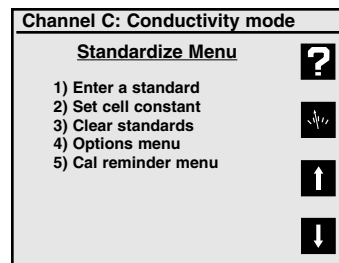 Channel C: Conductivity mode
Standardize Menu
1) Enter a standard
2) Set cell constant
3) Clear standards
4) Options menu
5) Cal reminder menu
?